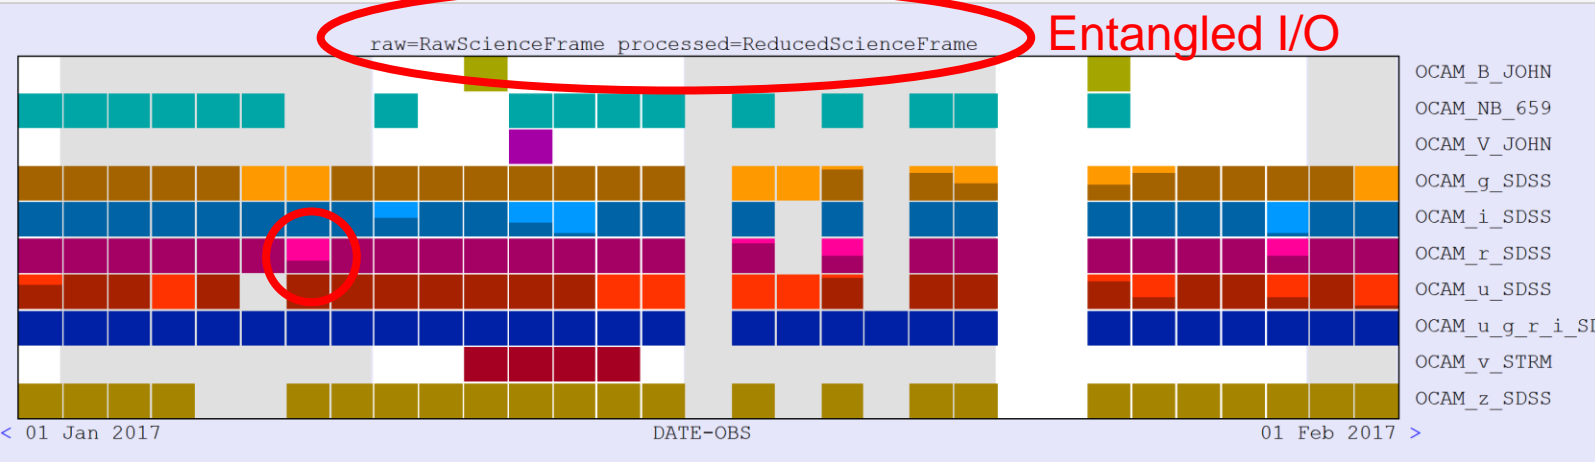 Entangled I/O
raw=RawScienceFrame processed=ReducedScienceFrame
OCAM_B_JOHN
OCAM_NB_659
OCAM_V_JOHN
OCAM_g_SDSS
OCAM_i_SDSS
OCAM_r_SDSS
OCAM_u_SDSS
OCAM_u_g_r_i_SD
OCAM_v_STRM
OCAM_z_SDSS
< 01 Jan 2017 DATE-OBS 01 Feb 2017 >